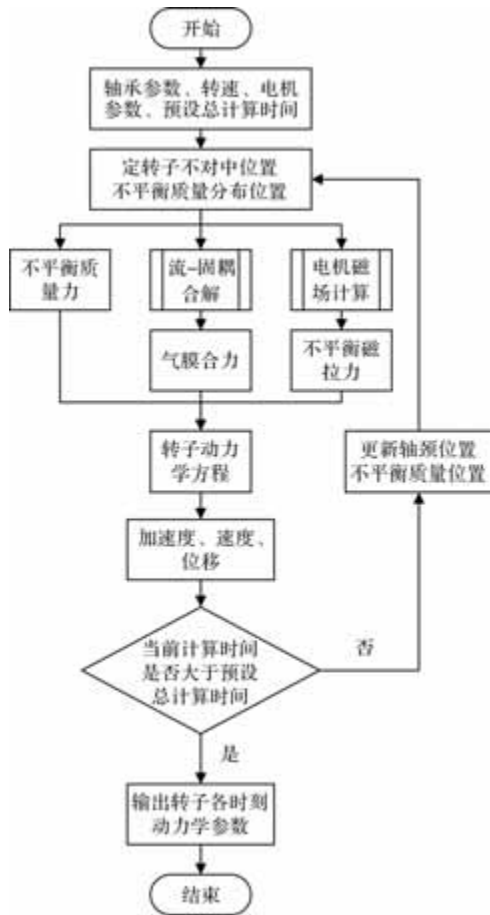 开始
轴承参数、转速、电机
参数、预设总计算时间
定转子不对中位置
不平衡质量分布位置
不平衡质
量力
流-固耦
合解
电机磁
场计算
气膜合力
不平衡磁
拉力
转子动力
学方程
更新轴颈位置
不平衡质量位置
加速度、速度、
位移
当前计算时间
是否大于预设
总计算时间
否
是
输出转子各时刻
动力学参数
结束